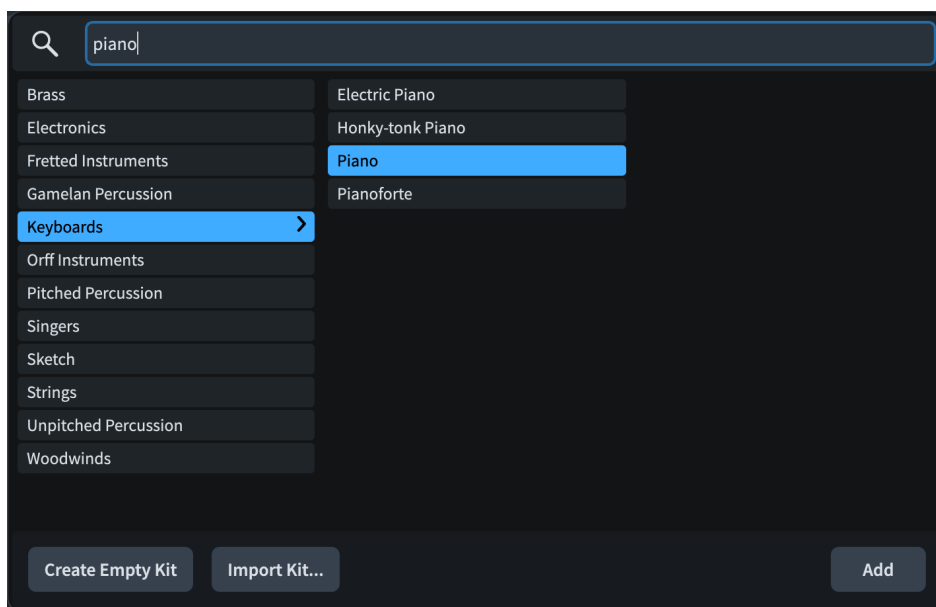 piano
Brass
Electronics
Fretted Instruments
Gamelan Percussion
Keyboards
Orff Instruments
Pitched Percussion
Singers
Sketch
Strings
Unpitched Percussion
Woodwinds
Electric Piano
Honky-tonk Piano
Piano
Pianoforte
Create Empty Kit
Import Kit...
Add